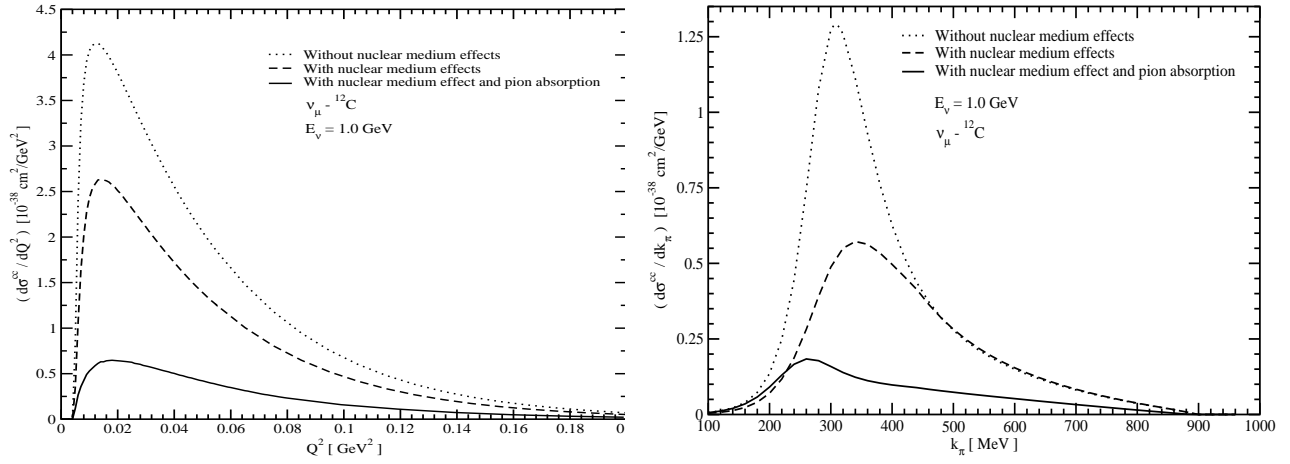 4.5
4
3.5
3
2.5
2
1.5
1
0.5
0
( dσ^cc / dQ^2 ) [10^-38 cm^2/GeV^2]
Without nuclear medium effects
With nuclear medium effects
With nuclear medium effect and pion absorption
ν_μ - ^12C
E_ν = 1.0 GeV
0 0.02 0.04 0.06 0.08 0.1 0.12 0.14 0.16 0.18 0
Q^2 [ GeV^2 ]
1.25
1
0.75
0.5
0.25
0
( dσ^cc / dk_π ) [10^-38 cm^2/GeV]
Without nuclear medium effects
With nuclear medium effects
With nuclear medium effect and pion absorption
E_ν = 1.0 GeV
ν_μ - ^12C
100 200 300 400 500 600 700 800 900 1000
k_π [ MeV ]